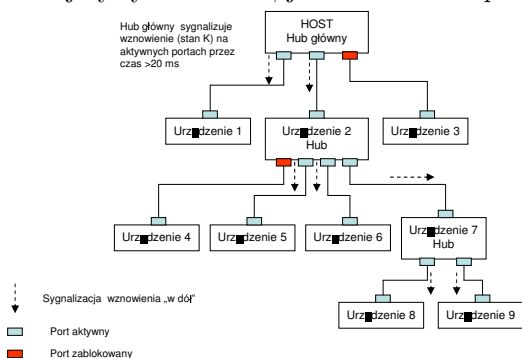 Hub główny sygnalizuje
wznowienie (stan K) na
aktywnych portach przez
czas >20 ms
HOST
Hub główny
Urz■dzenie 1
Urz■dzenie 2
Hub
Urz■dzenie 3
Urz■dzenie 4
Urz■dzenie 5
Urz■dzenie 6
Urz■dzenie 7
Hub
Urz■dzenie 8
Urz■dzenie 9
Sygnalizacja wznowienia „w dół”
Port aktywny
Port zablokowany